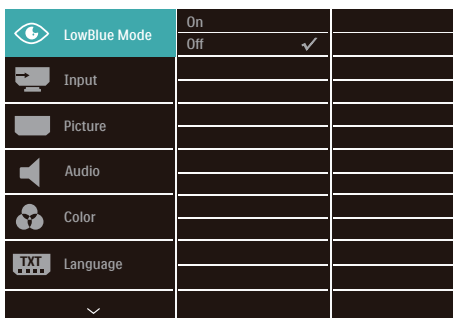 LowBlue Mode
On
Off
Input
Picture
Audio
Color
TXT
Language